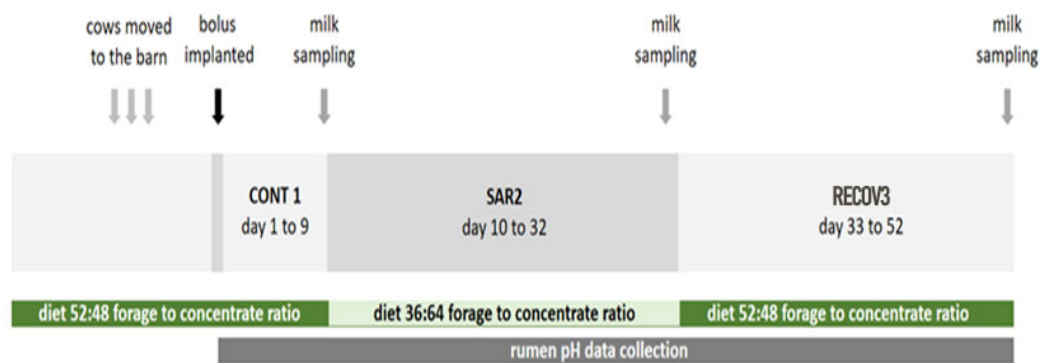 cows moved
to the barn
bolus
implanted
milk
sampling
milk
sampling
milk
sampling
CONT 1
day 1 to 9
SAR2
day 10 to 32
RECOV3
day 33 to 52
diet 52:48 forage to concentrate ratio
diet 36:64 forage to concentrate ratio
diet 52:48 forage to concentrate ratio
rumen pH data collection